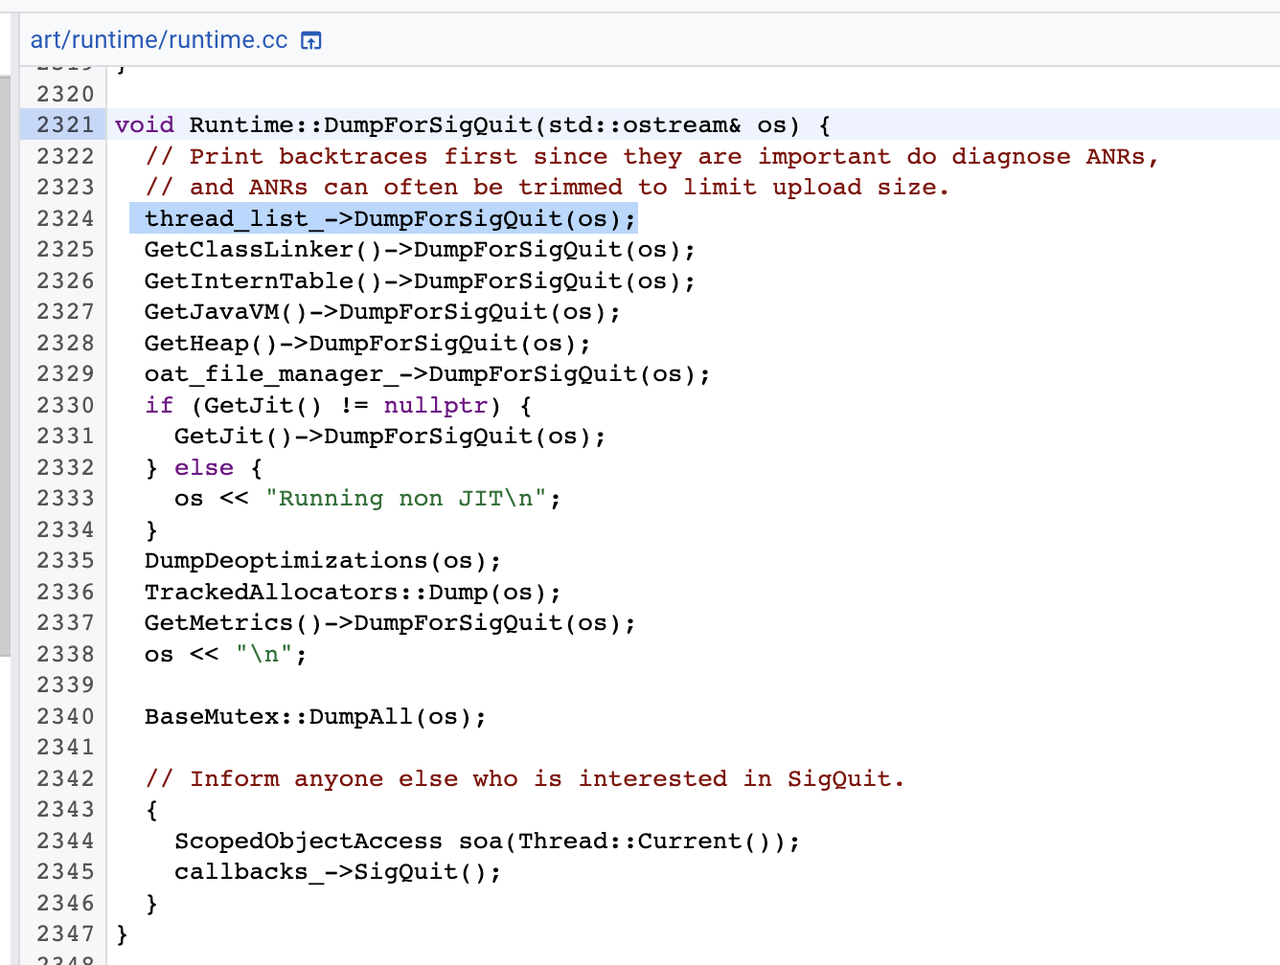 art/runtime/runtime.cc
}
2320
2321 void Runtime::DumpForSigQuit(std::ostream& os) {
2322   // Print backtraces first since they are important do diagnose ANRs,
2323   // and ANRs can often be trimmed to limit upload size.
2324   thread_list_->DumpForSigQuit(os);
2325   GetClassLinker()->DumpForSigQuit(os);
2326   GetInternTable()->DumpForSigQuit(os);
2327   GetJavaVM()->DumpForSigQuit(os);
2328   GetHeap()->DumpForSigQuit(os);
2329   oat_file_manager_->DumpForSigQuit(os);
2330   if (GetJit() != nullptr) {
2331     GetJit()->DumpForSigQuit(os);
2332   } else {
2333     os << "Running non JIT\n";
2334   }
2335   DumpDeoptimizations(os);
2336   TrackedAllocators::Dump(os);
2337   GetMetrics()->DumpForSigQuit(os);
2338   os << "\n";
2339
2340   BaseMutex::DumpAll(os);
2341
2342   // Inform anyone else who is interested in SigQuit.
2343   {
2344     ScopedObjectAccess soa(Thread::Current());
2345     callbacks_->SigQuit();
2346   }
2347 }